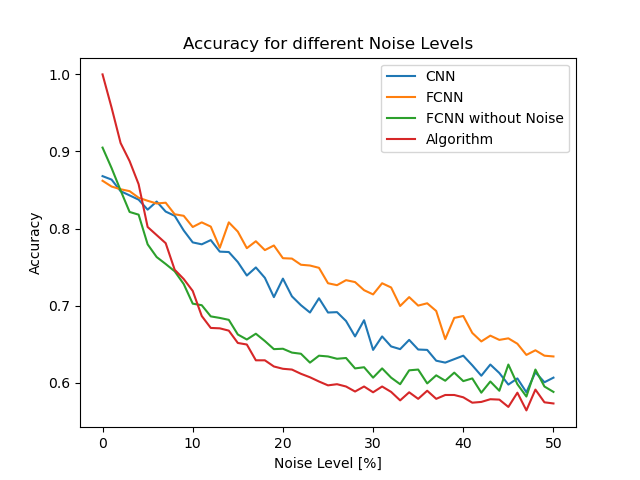 Accuracy for different Noise Levels
CNN
FCNN
FCNN without Noise
Algorithm
Accuracy
1.0
0.9
0.8
0.7
0.6
0
10
20
30
40
50
Noise Level [%]